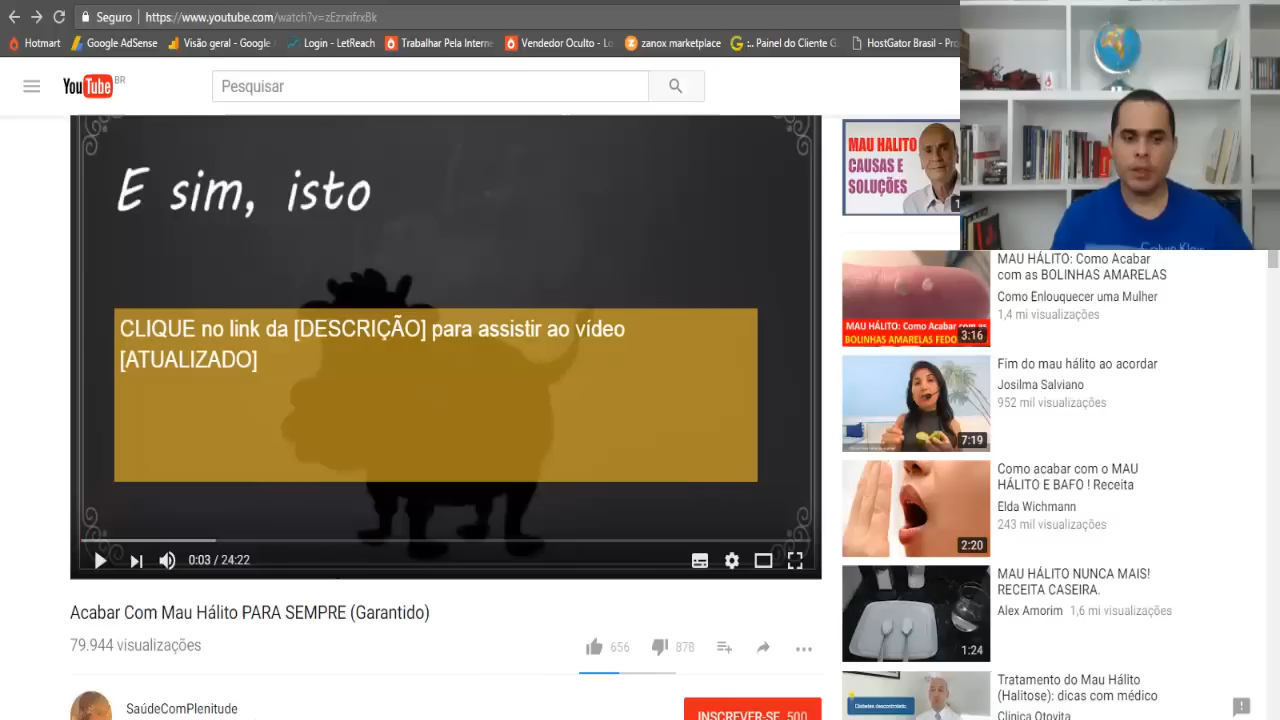 Seguro
https://www.youtube.com/watch?v=zEzrxifrxBk
Hotmart
Google AdSense
Visão geral - Google
Login - LetReach
Trabalhar Pela Interne
Vendedor Oculto - Lo
zanox marketplace
:.. Painel do Cliente G
HostGator Brasil - Pro
YouTube BR
Pesquisar
E sim, isto
CLIQUE no link da [DESCRIÇÃO] para assistir ao vídeo
[ATUALIZADO]
0:03 / 24:22
Acabar Com Mau Hálito PARA SEMPRE (Garantido)
79.944 visualizações
656
878
SaúdeComPlenitude
INSCREVER-SE 500
MAU HALITO
CAUSAS E
SOLUÇÕES
Calvin Klein
MAU HÁLITO: Como Acabar
BOLINHAS AMARELAS
3:16
MAU HÁLITO: Como Acabar
com as BOLINHAS AMARELAS
Como Enlouquecer uma Mulher
1,4 mi visualizações
7:19
Fim do mau hálito ao acordar
Josilma Salviano
952 mil visualizações
2:20
Como acabar com o MAU
HÁLITO E BAFO ! Receita
Elda Wichmann
243 mil visualizações
1:24
MAU HÁLITO NUNCA MAIS!
RECEITA CASEIRA.
Alex Amorim 1,6 mi visualizações
Diabetes descontrolado
Tratamento do Mau Hálito
(Halitose): dicas com médico
Clinica Otovita